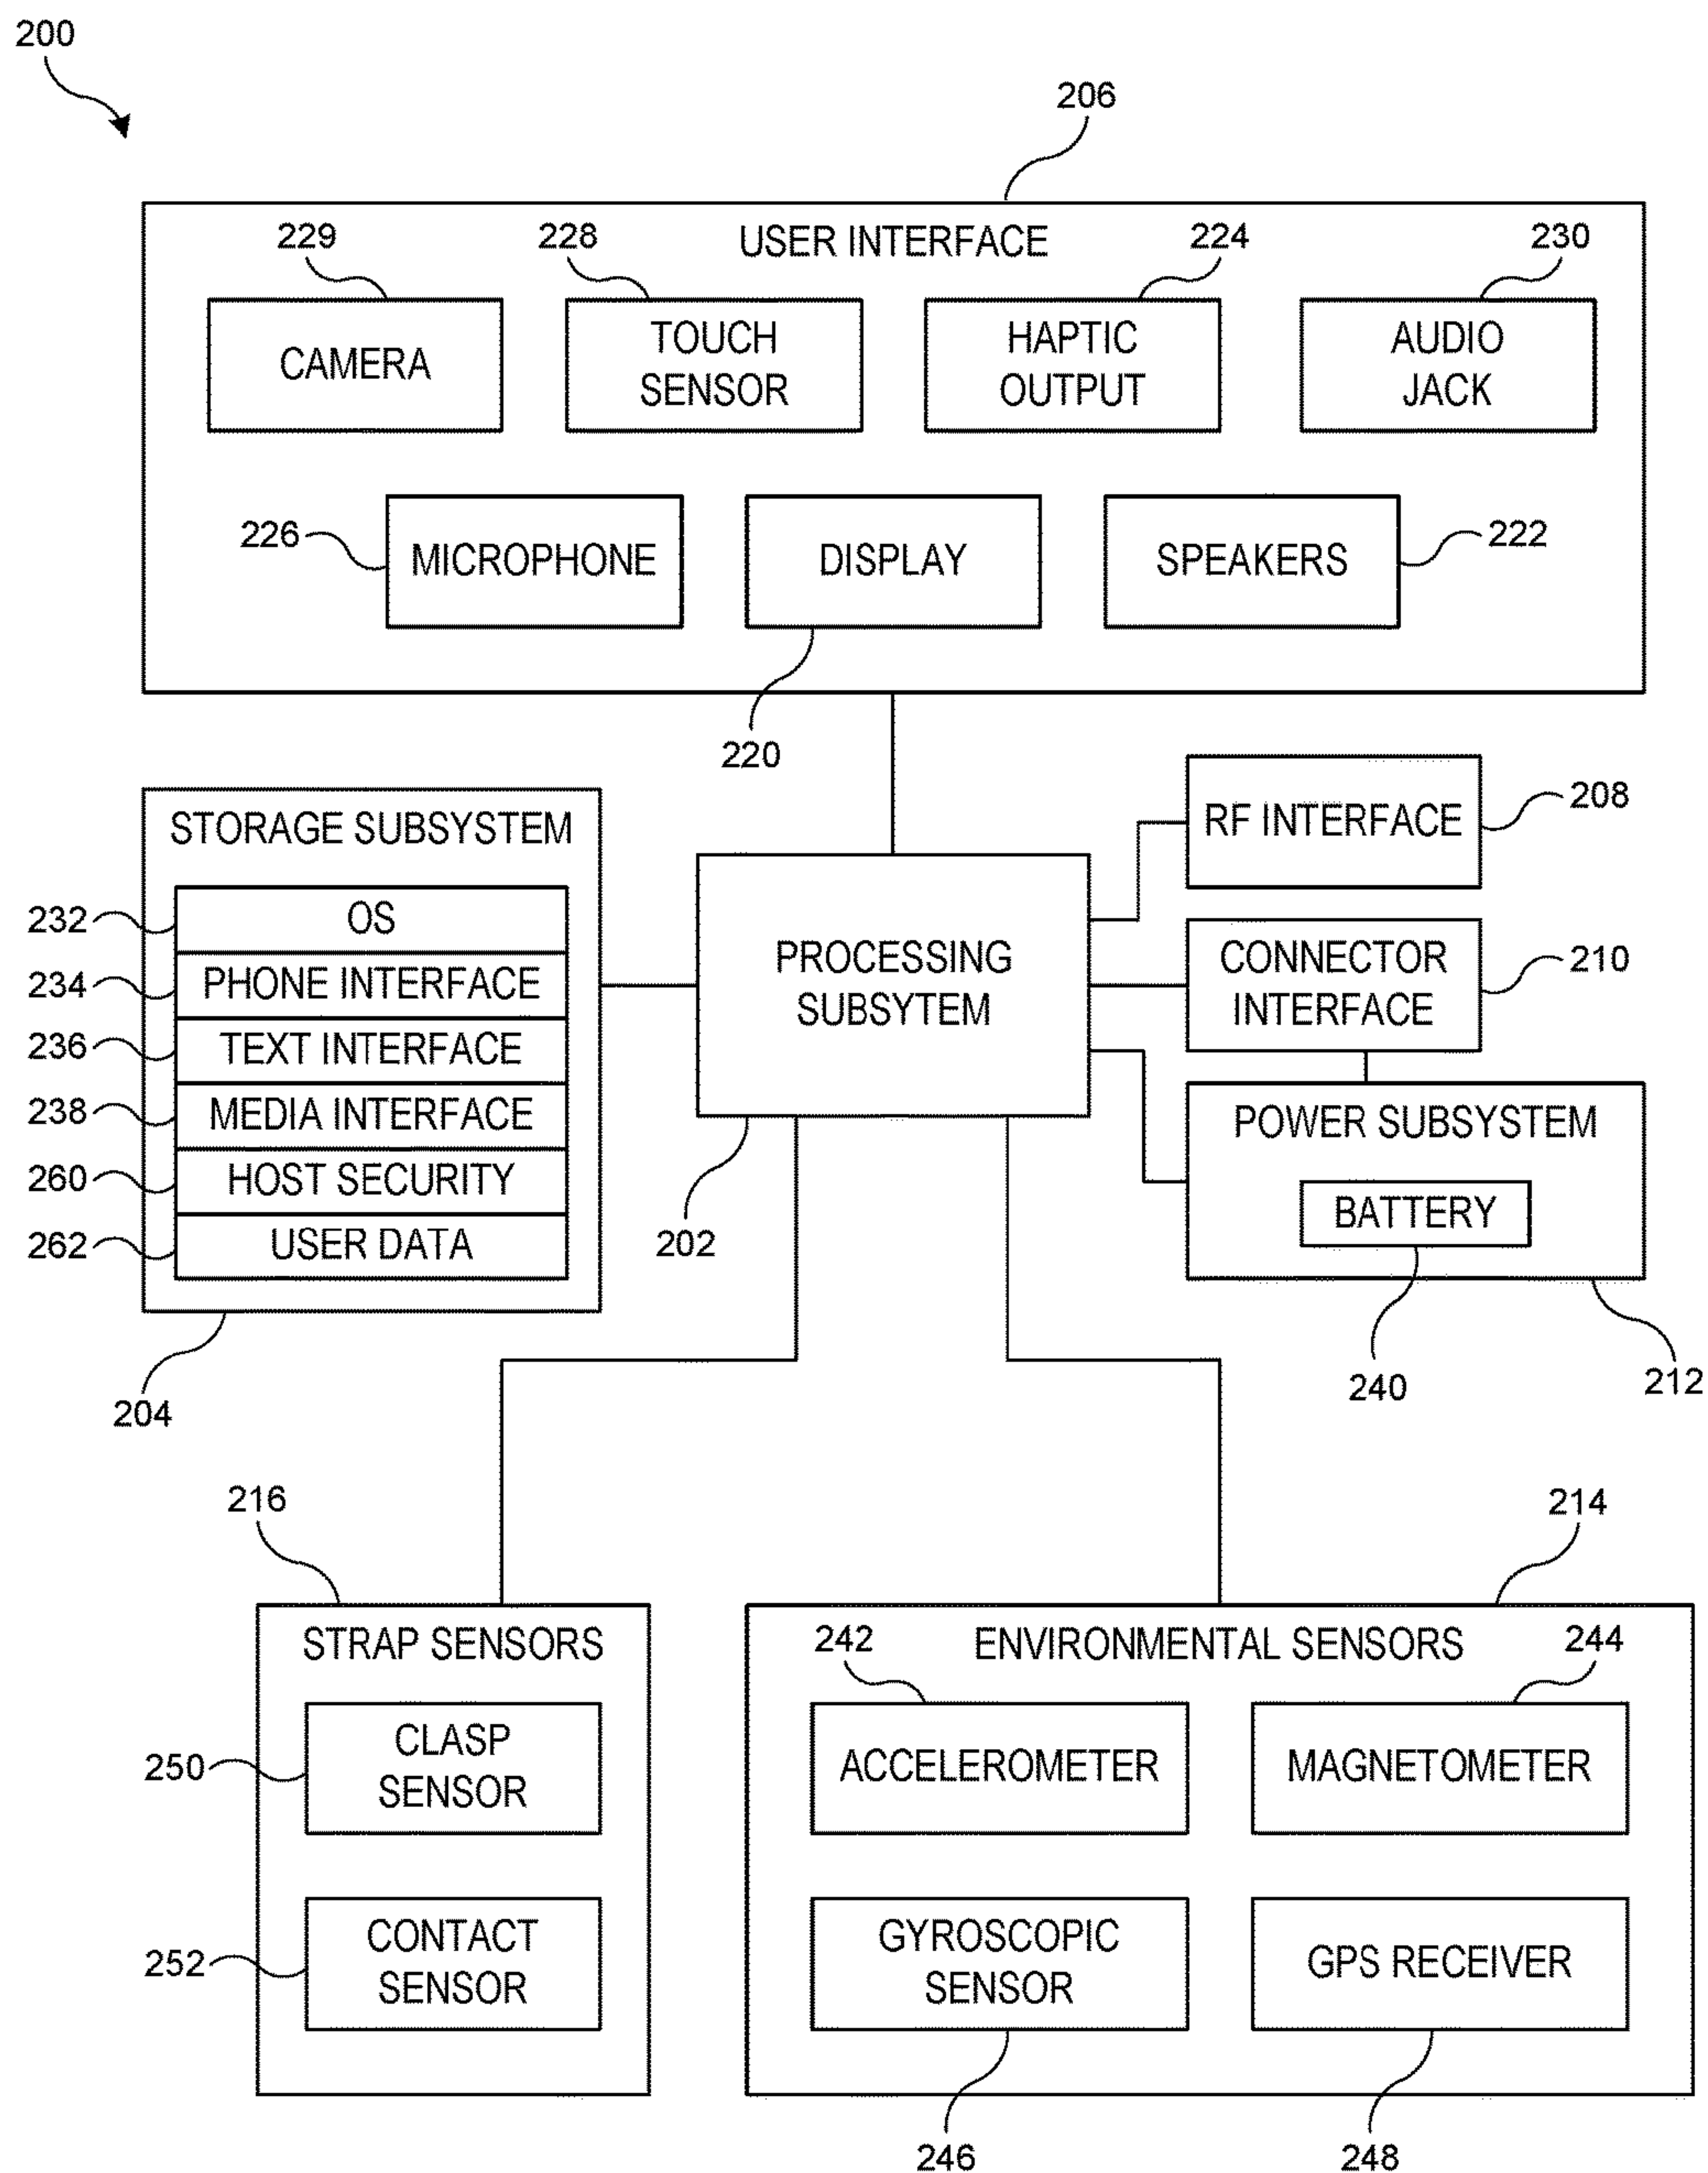 200
206
USER INTERFACE
229
228
224
230
CAMERA
TOUCH
SENSOR
HAPTIC
OUTPUT
AUDIO
JACK
226
MICROPHONE
DISPLAY
SPEAKERS
222
220
STORAGE SUBSYSTEM
232
OS
234
PHONE INTERFACE
236
TEXT INTERFACE
238
MEDIA INTERFACE
260
HOST SECURITY
262
USER DATA
204
PROCESSING
SUBSYTEM
202
RF INTERFACE
208
CONNECTOR
INTERFACE
210
POWER SUBSYSTEM
BATTERY
240
212
216
STRAP SENSORS
250
CLASP
SENSOR
252
CONTACT
SENSOR
214
242
ENVIRONMENTAL SENSORS
244
ACCELEROMETER
MAGNETOMETER
GYROSCOPIC
SENSOR
GPS RECEIVER
246
248